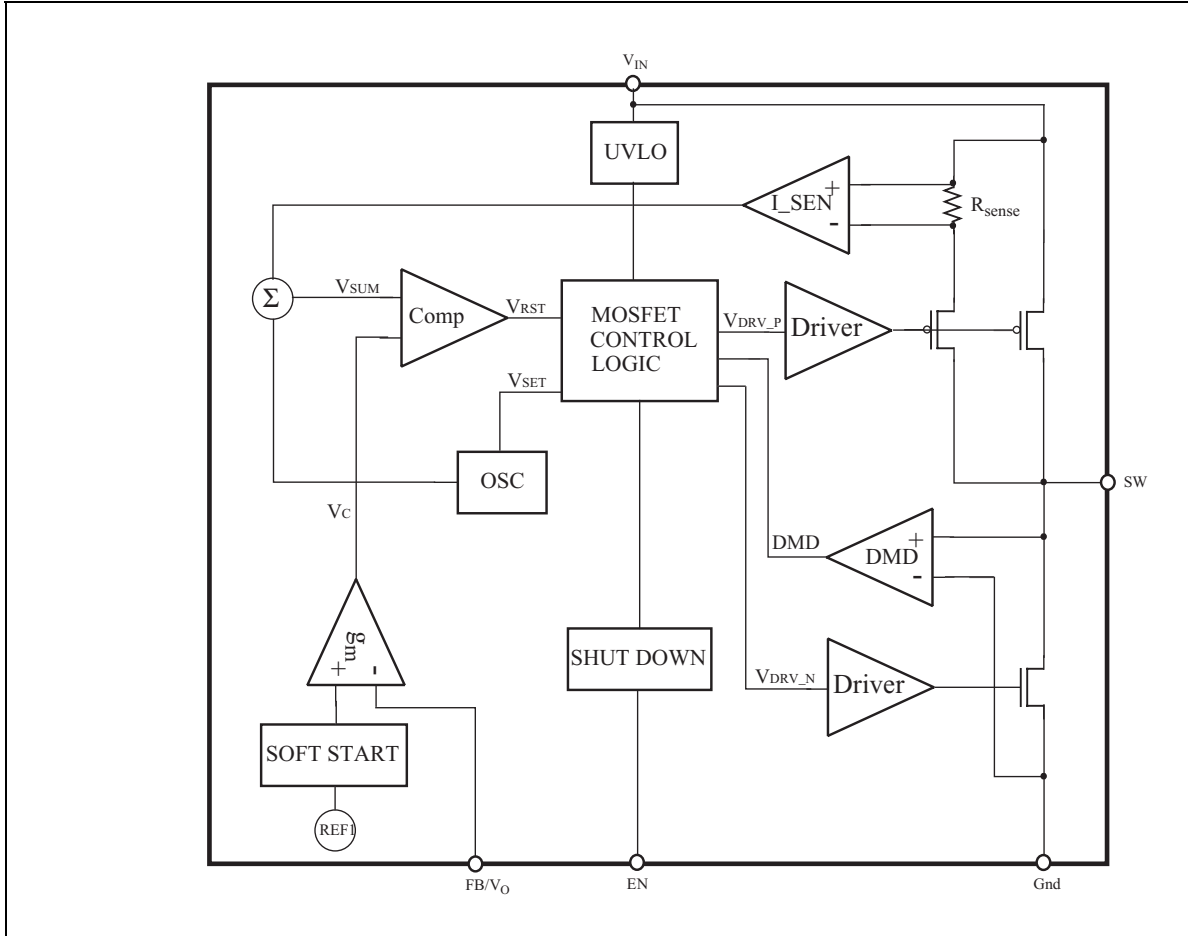 VIN
UVLO
+
I_SEN
-
Rsense
Σ
VSUM
Comp
VRST
MOSFET
CONTROL
LOGIC
VDRV_P
Driver
VSET
OSC
SW
VC
DMD
+
DMD
-
gm
+
-
SHUT DOWN
VDRV_N
Driver
SOFT START
REF1
FB/VO
EN
Gnd